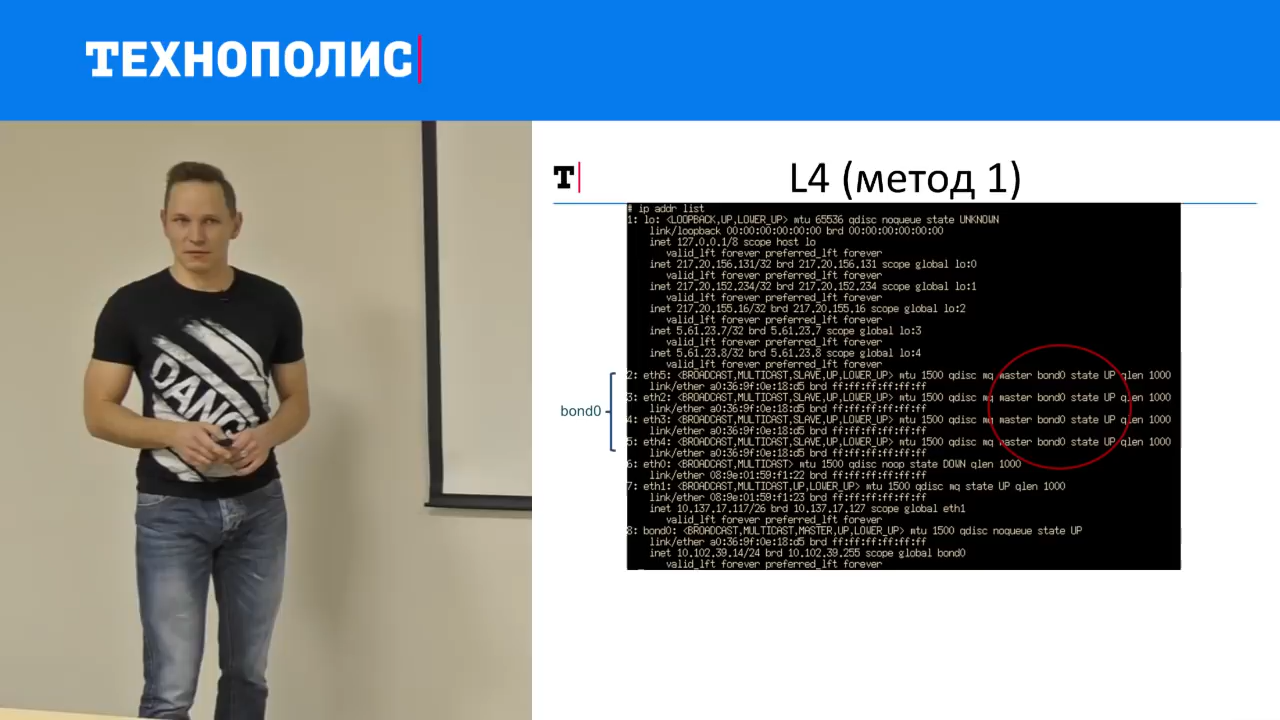 ТЕХНОПОЛИС
DANC
Т
L4 (метод 1)
# ip addr list
1: lo: <LOOPBACK,UP,LOWER_UP> mtu 65536 qdisc noqueue state UNKNOWN
link/loopback 00:00:00:00:00:00 brd 00:00:00:00:00:00
inet 127.0.0.1/8 scope host lo
valid_lft forever preferred_lft forever
inet 217.20.156.131/32 brd 217.20.156.131 scope global lo:0
valid_lft forever preferred_lft forever
inet 217.20.152.234/32 brd 217.20.152.234 scope global lo:1
valid_lft forever preferred_lft forever
inet 217.20.155.16/32 brd 217.20.155.16 scope global lo:2
valid_lft forever preferred_lft forever
inet 5.61.23.7/32 brd 5.61.23.7 scope global lo:3
valid_lft forever preferred_lft forever
inet 5.61.23.8/32 brd 5.61.23.8 scope global lo:4
valid_lft forever preferred_lft forever
2: eth5: <BROADCAST,MULTICAST,SLAVE,UP,LOWER_UP> mtu 1500 qdisc mq master bond0 state UP qlen 1000
link/ether a0:36:9f:0e:18:d5 brd ff:ff:ff:ff:ff:ff
3: eth2: <BROADCAST,MULTICAST,SLAVE,UP,LOWER_UP> mtu 1500 qdisc mq master bond0 state UP qlen 1000
link/ether a0:36:9f:0e:18:d5 brd ff:ff:ff:ff:ff:ff
bond0
4: eth3: <BROADCAST,MULTICAST,SLAVE,UP,LOWER_UP> mtu 1500 qdisc mq master bond0 state UP qlen 1000
link/ether a0:36:9f:0e:18:d5 brd ff:ff:ff:ff:ff:ff
5: eth4: <BROADCAST,MULTICAST,SLAVE,UP,LOWER_UP> mtu 1500 qdisc mq master bond0 state UP qlen 1000
link/ether a0:36:9f:0e:18:d5 brd ff:ff:ff:ff:ff:ff
6: eth0: <BROADCAST,MULTICAST> mtu 1500 qdisc noop state DOWN qlen 1000
link/ether 08:9e:01:59:f1:22 brd ff:ff:ff:ff:ff:ff
7: eth1: <BROADCAST,MULTICAST,UP,LOWER_UP> mtu 1500 qdisc mq state UP qlen 1000
link/ether 08:9e:01:59:f1:23 brd ff:ff:ff:ff:ff:ff
inet 10.137.17.117/26 brd 10.137.17.127 scope global eth1
valid_lft forever preferred_lft forever
8: bond0: <BROADCAST,MULTICAST,MASTER,UP,LOWER_UP> mtu 1500 qdisc noqueue state UP
link/ether a0:36:9f:0e:18:d5 brd ff:ff:ff:ff:ff:ff
inet 10.102.39.14/24 brd 10.102.39.255 scope global bond0
valid_lft forever preferred_lft forever